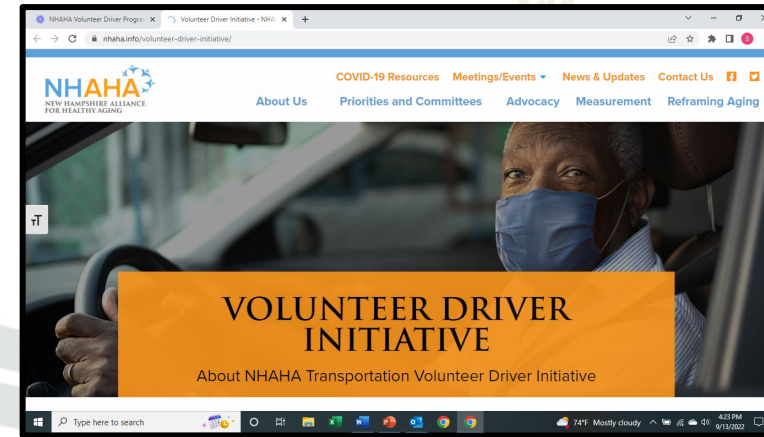 NHAHA Volunteer Driver Program
Volunteer Driver Initiative - NHA
nhaha.info/volunteer-driver-initiative/
S
NHAHA
NEW HAMPSHIRE ALLIANCE
FOR HEALTHY AGING
COVID-19 Resources Meetings/Events News & Updates Contact Us
About Us Priorities and Committees Advocacy Measurement Reframing Aging
TT
VOLUNTEER DRIVER
INITIATIVE
About NHAHA Transportation Volunteer Driver Initiative
Type here to search
74°F Mostly cloudy
4:23 PM
9/13/2022